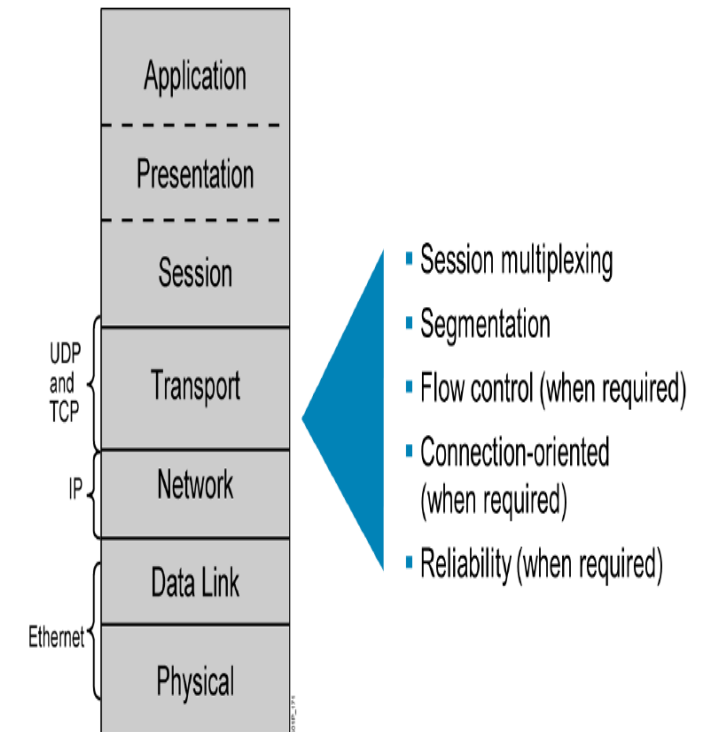 Application
Presentation
Session
UDP
and
TCP
Transport
IP
Network
Data Link
Ethernet
Physical
Session multiplexing
Segmentation
Flow control (when required)
Connection-oriented
(when required)
Reliability (when required)